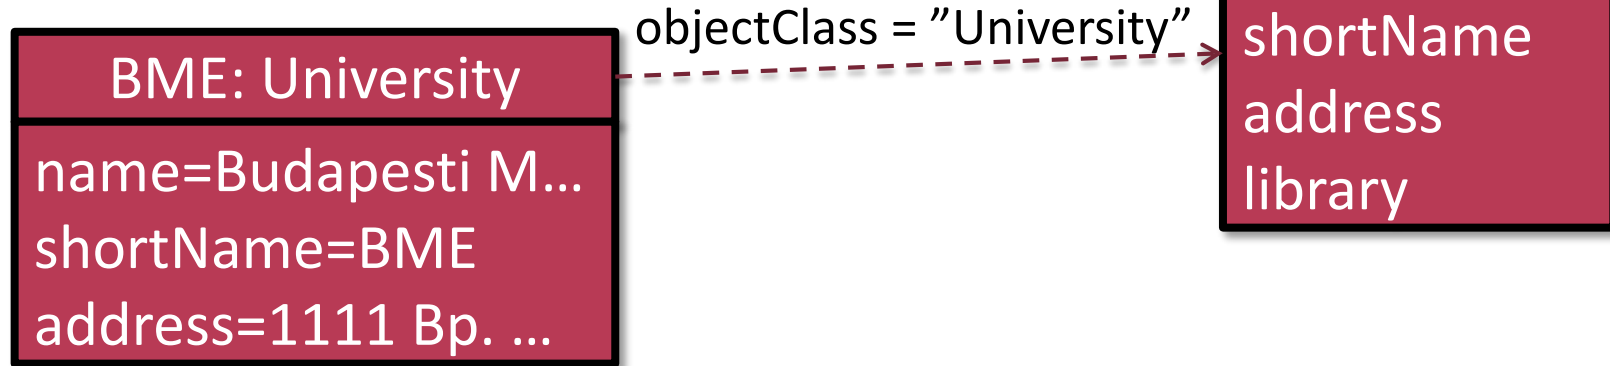 BME: University
name=Budapesti M...
shortName=BME
address=1111 Bp. ...
objectClass = ”University”
shortName
address
library